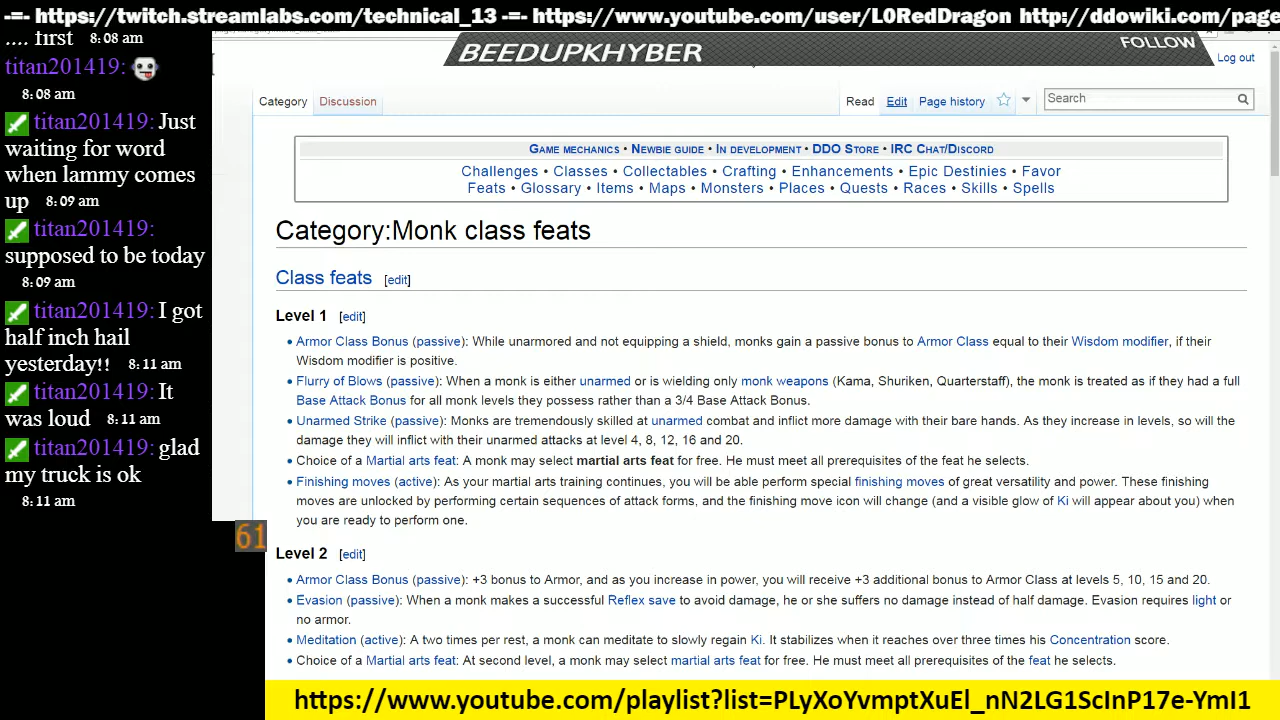 -=- https://twitch.streamlabs.com/technical_13 -=- https://www.youtube.com/user/L0RedDragon http://ddowiki.com/page
.... first 8:08 am
titan201419:
8:08 am
titan201419: Just
waiting for word
when lammy comes
up 8:09 am
titan201419:
supposed to be today
8:09 am
titan201419: I got
half inch hail
yesterday!! 8:11 am
titan201419: It
was loud 8:11 am
titan201419: glad
my truck is ok
8:11 am
61
BEEDUPKHYBER
FOLLOW
Log out
Category Discussion Read Edit Page history Search
Game mechanics • Newbie guide • In development • DDO Store • IRC Chat/Discord
Challenges • Classes • Collectables • Crafting • Enhancements • Epic Destinies • Favor
Feats • Glossary • Items • Maps • Monsters • Places • Quests • Races • Skills • Spells
Category:Monk class feats
Class feats [edit]
Level 1 [edit]
• Armor Class Bonus (passive): While unarmored and not equipping a shield, monks gain a passive bonus to Armor Class equal to their Wisdom modifier, if their
Wisdom modifier is positive.
• Flurry of Blows (passive): When a monk is either unarmed or is wielding only monk weapons (Kama, Shuriken, Quarterstaff), the monk is treated as if they had a full
Base Attack Bonus for all monk levels they possess rather than a 3/4 Base Attack Bonus.
• Unarmed Strike (passive): Monks are tremendously skilled at unarmed combat and inflict more damage with their bare hands. As they increase in levels, so will the
damage they will inflict with their unarmed attacks at level 4, 8, 12, 16 and 20.
• Choice of a Martial arts feat: A monk may select martial arts feat for free. He must meet all prerequisites of the feat he selects.
• Finishing moves (active): As your martial arts training continues, you will be able perform special finishing moves of great versatility and power. These finishing
moves are unlocked by performing certain sequences of attack forms, and the finishing move icon will change (and a visible glow of Ki will appear about you) when
you are ready to perform one.
Level 2 [edit]
• Armor Class Bonus (passive): +3 bonus to Armor, and as you increase in power, you will receive +3 additional bonus to Armor Class at levels 5, 10, 15 and 20.
• Evasion (passive): When a monk makes a successful Reflex save to avoid damage, he or she suffers no damage instead of half damage. Evasion requires light or
no armor.
• Meditation (active): A two times per rest, a monk can meditate to slowly regain Ki. It stabilizes when it reaches over three times his Concentration score.
• Choice of a Martial arts feat: At second level, a monk may select martial arts feat for free. He must meet all prerequisites of the feat he selects.
https://www.youtube.com/playlist?list=PLyXoYvmptXuEl_nN2LG1ScInP17e-YmI1